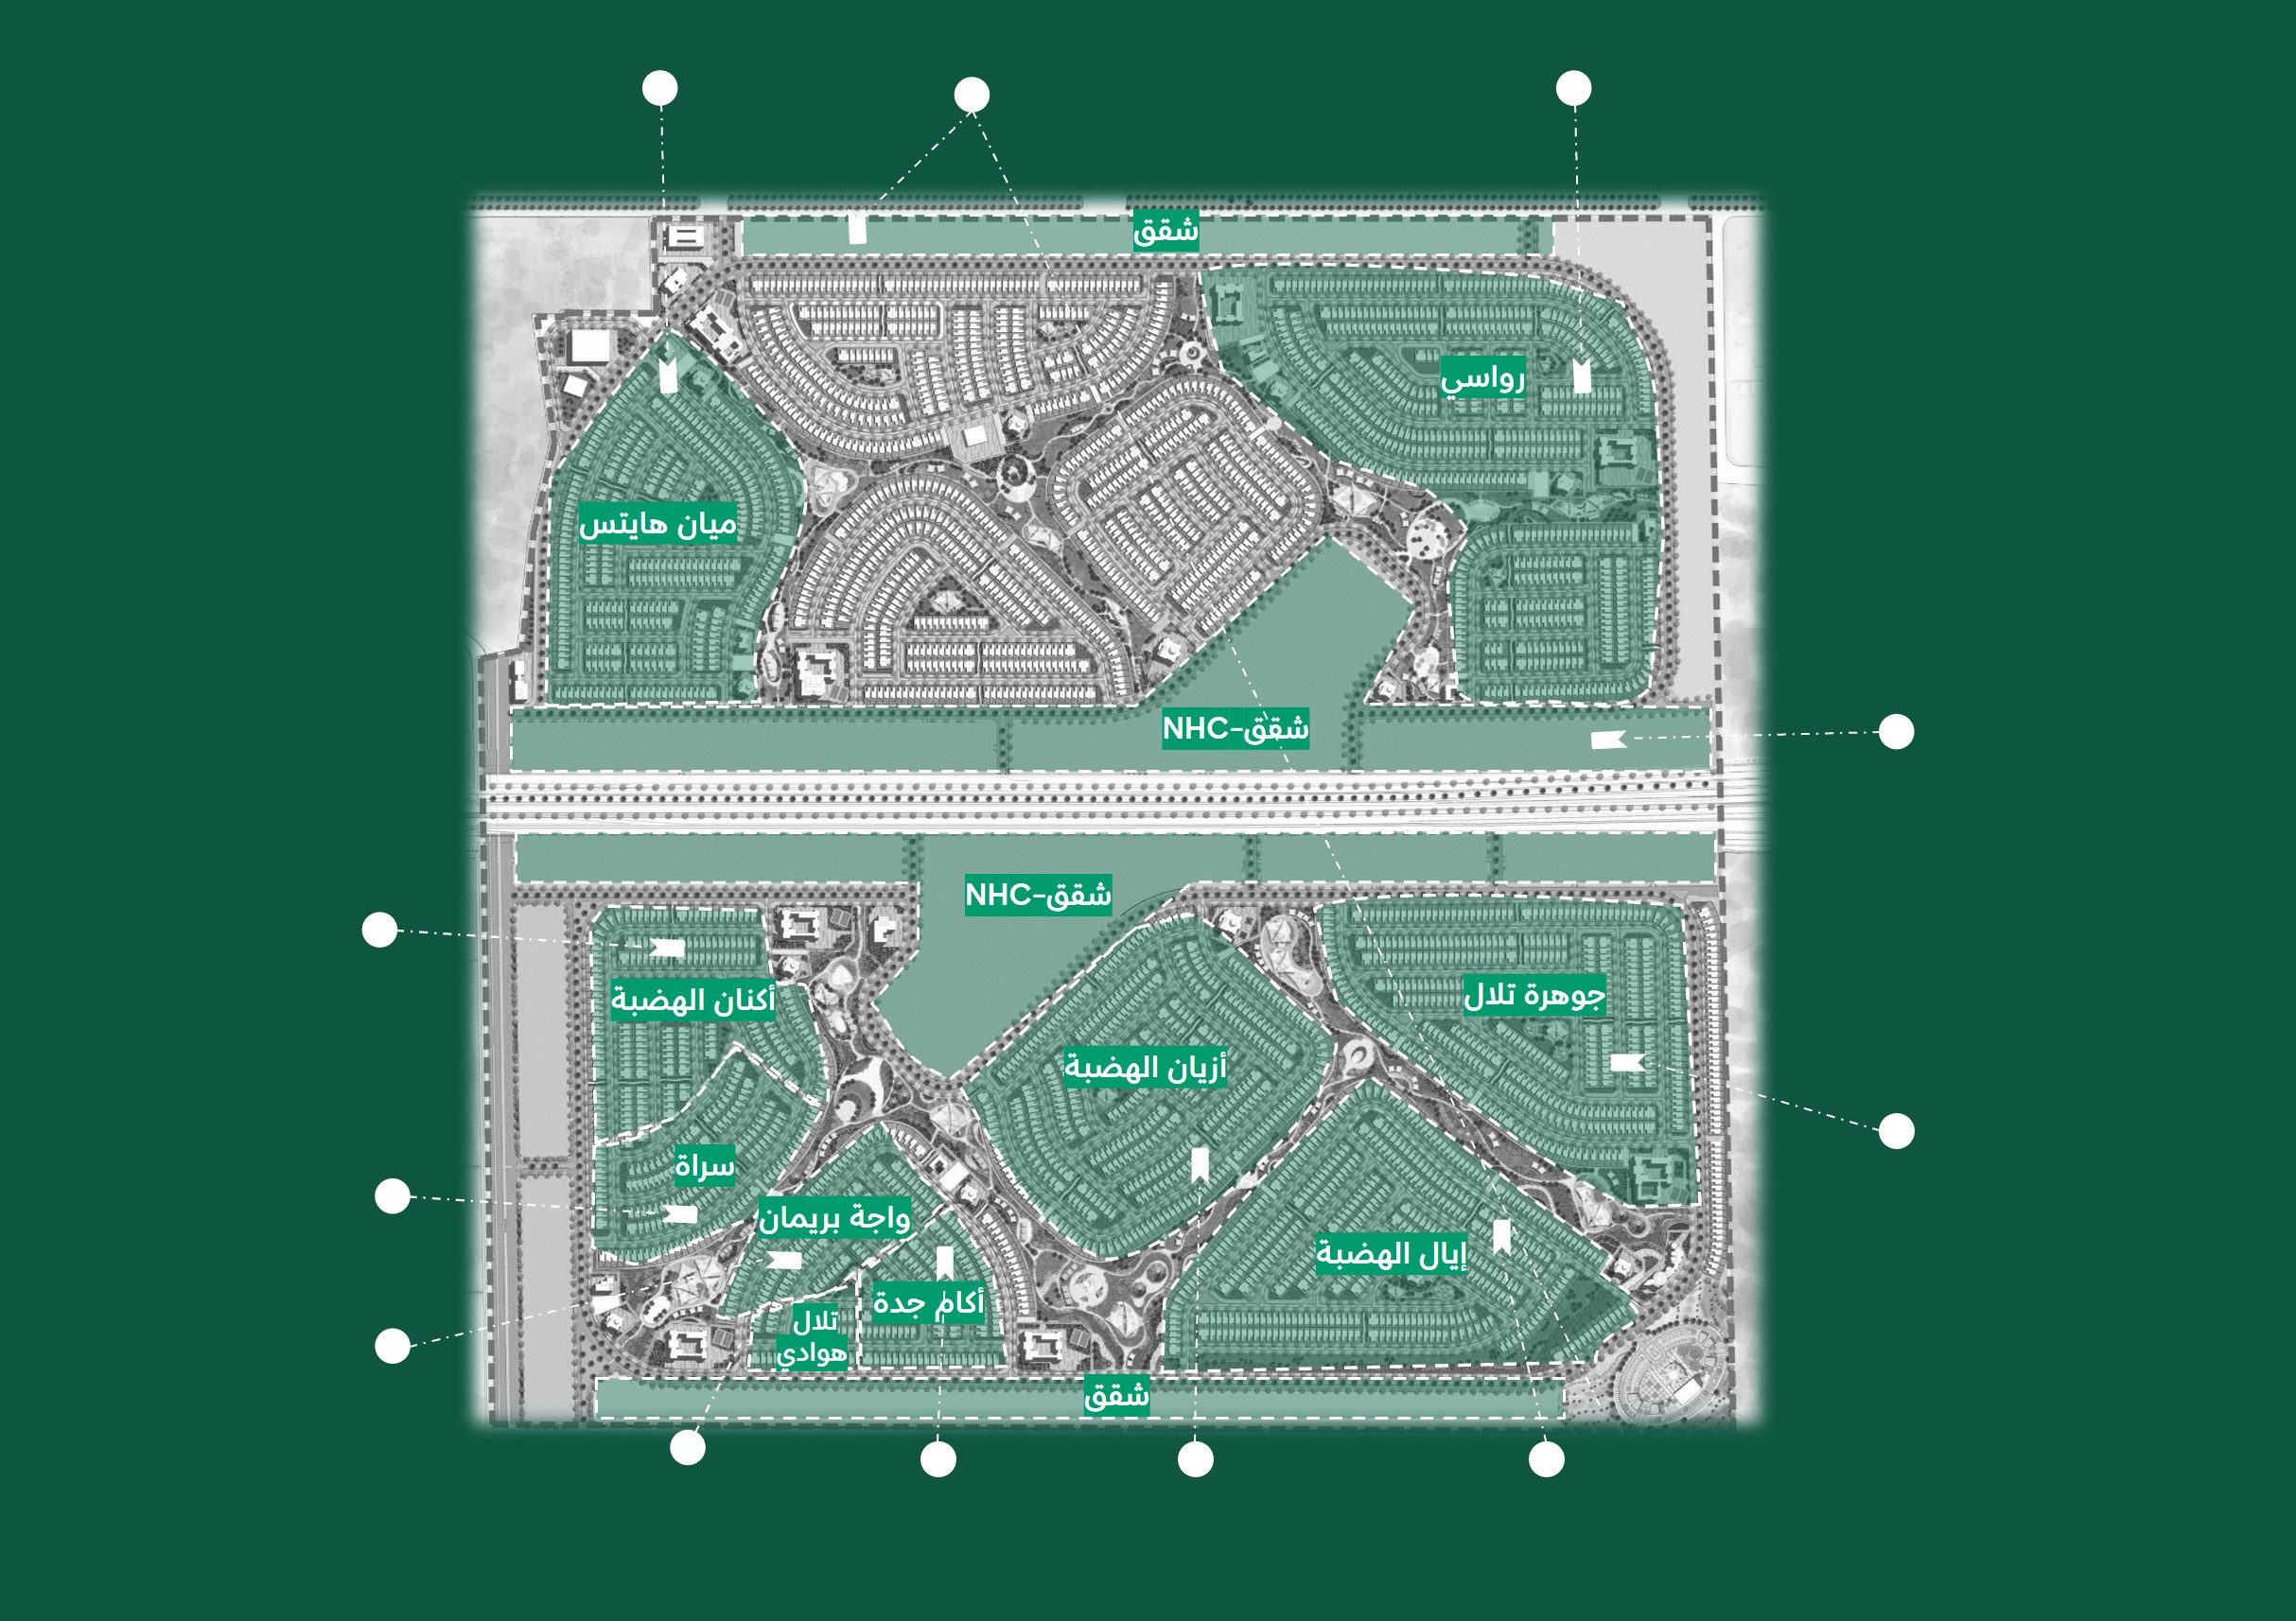 شقق
رواسي
ميان هايتس
شقق-NHC
شقق-NHC
أكنان الهضبة
جوهرة تلال
أزيان الهضبة
سراة
واجة بريمان
إيال الهضبة
أكام جدة
تلال
هوادي
شقق